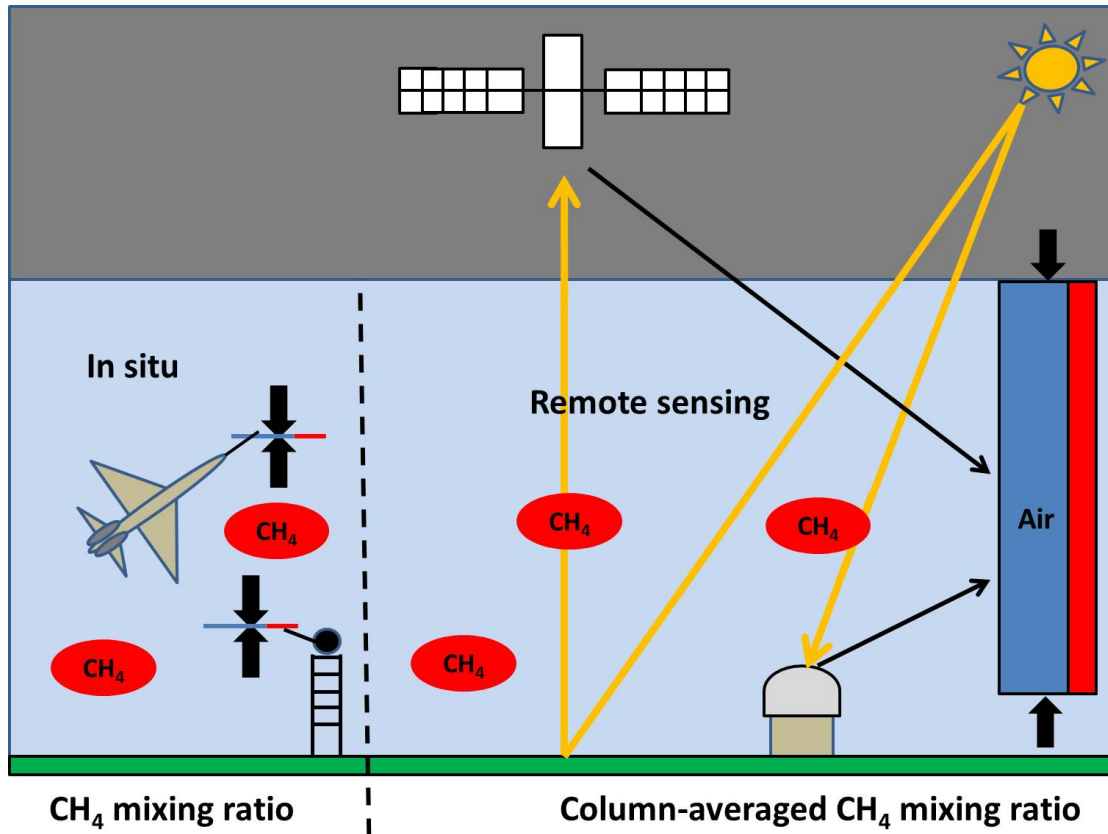 In situ
Remote sensing
CH₄
CH₄
CH₄
Air
CH₄
CH₄
CH₄ mixing ratio
Column-averaged CH₄ mixing ratio